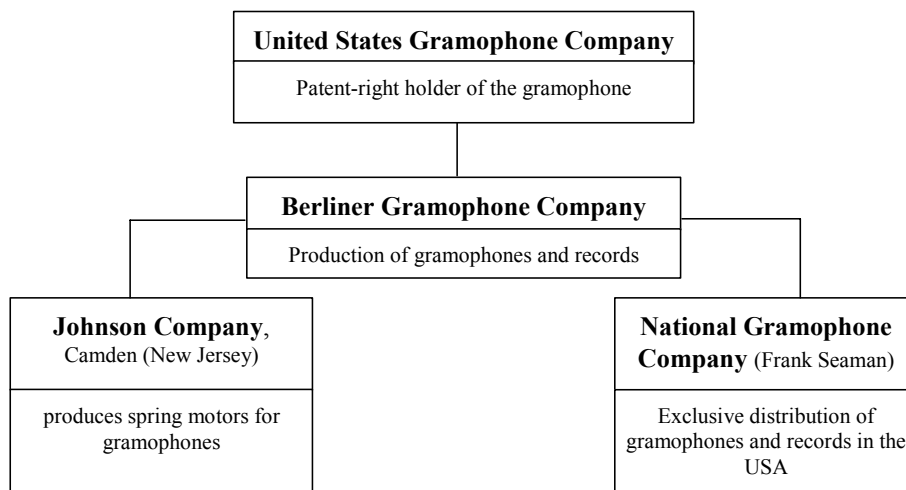 United States Gramophone Company
Patent-right holder of the gramophone
Berliner Gramophone Company
Production of gramophones and records
Johnson Company,
Camden (New Jersey)
produces spring motors for
gramophones
National Gramophone
Company (Frank Seaman)
Exclusive distribution of
gramophones and records in the
USA